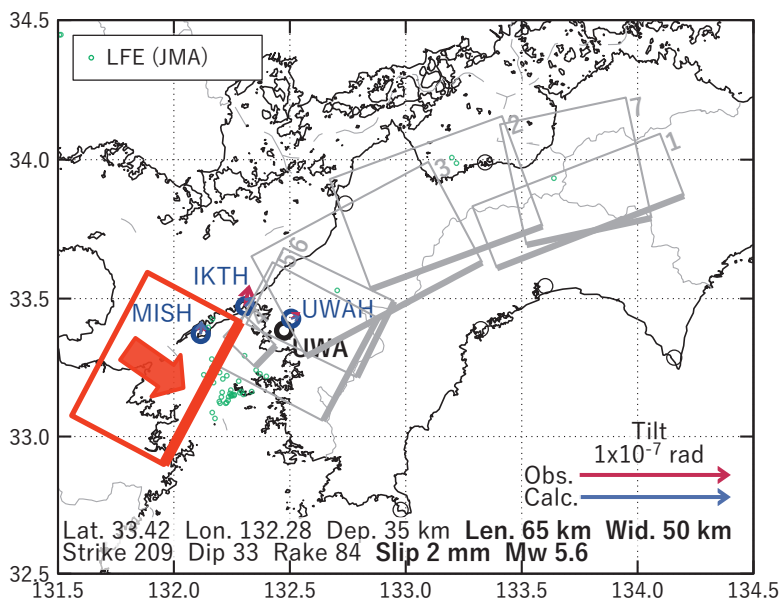 34.5
LFE (JMA)
34.0
33.5
33.0
32.5
2
7
1
3
5
6
IKTH
MISH
UWAH
UWA
Tilt
1x10-7 rad
Obs.
Calc.
Lat. 33.42 Lon. 132.28 Dep. 35 km Len. 65 km Wid. 50 km
Strike 209 Dip 33 Rake 84 Slip 2 mm Mw 5.6
131.5 132.0 132.5 133.0 133.5 134.0 134.5